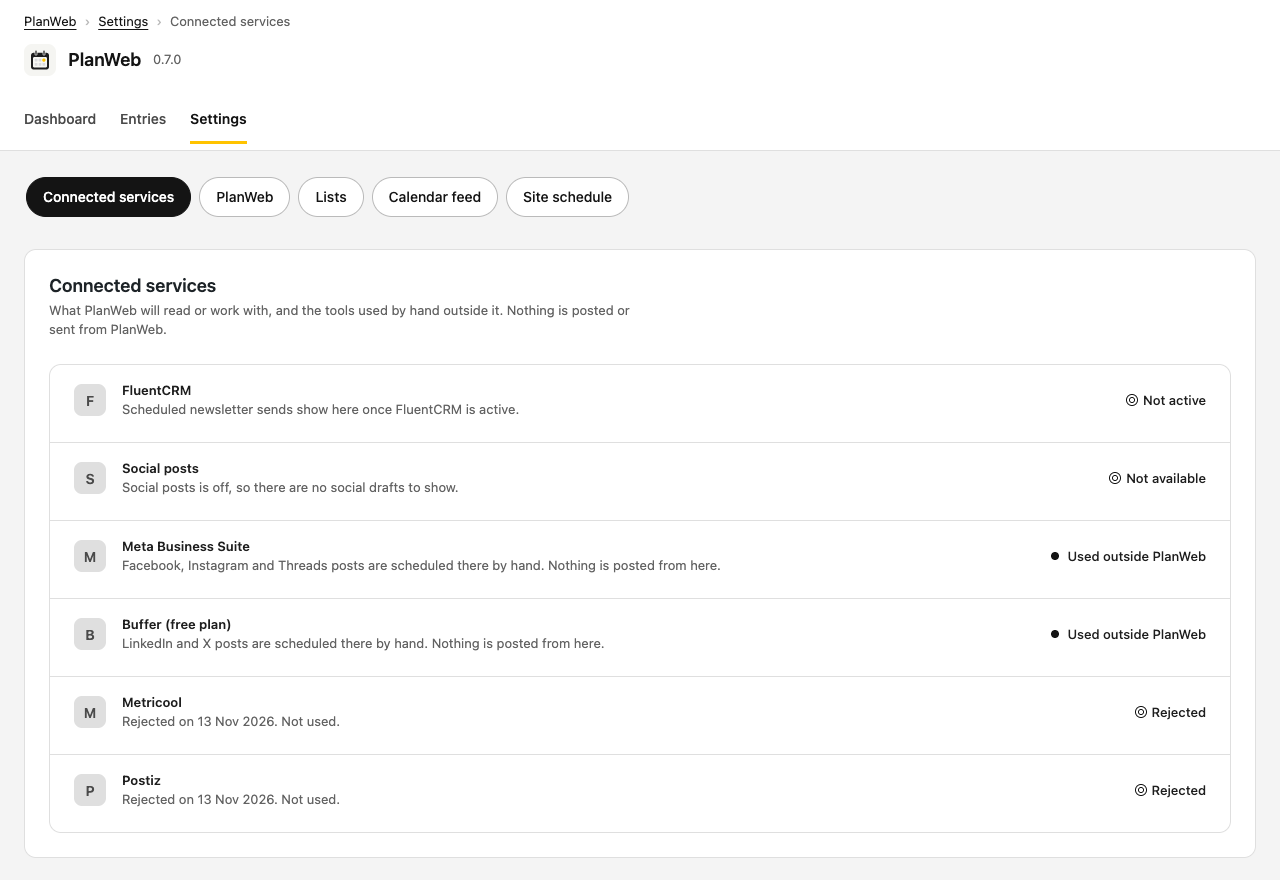 PlanWeb › Settings › Connected services
PlanWeb 0.7.0
Dashboard Entries Settings
Connected services PlanWeb Lists Calendar feed Site schedule
Connected services
What PlanWeb will read or work with, and the tools used by hand outside it. Nothing is posted or
sent from PlanWeb.
F
FluentCRM
Scheduled newsletter sends show here once FluentCRM is active.
Not active
S
Social posts
Social posts is off, so there are no social drafts to show.
Not available
M
Meta Business Suite
Facebook, Instagram and Threads posts are scheduled there by hand. Nothing is posted from here.
Used outside PlanWeb
B
Buffer (free plan)
LinkedIn and X posts are scheduled there by hand. Nothing is posted from here.
Used outside PlanWeb
M
Metricool
Rejected on 13 Nov 2026. Not used.
Rejected
P
Postiz
Rejected on 13 Nov 2026. Not used.
Rejected